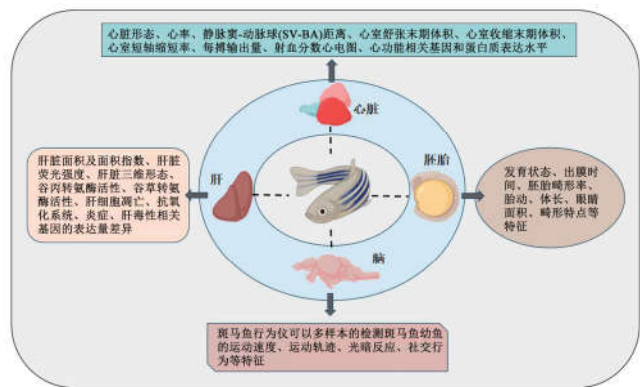 心脏形态、心率、静脉窦-动脉球(SV-BA)距离、心室舒张末期体积、心室收缩末期体积、
心室短轴缩短率、每搏输出量、射血分数心电图、心功能相关基因和蛋白质表达水平
心脏
肝脏面积及面积指数、肝脏
荧光强度、肝脏三维形态、
谷丙转氨酶活性、谷草转氨
酶活性、肝细胞凋亡、抗氧
化系统、炎症、肝毒性相关
基因的表达量差异
肝
胚胎
发育状态、出膜时
间、胚胎畸形率、
胎动、体长、眼睛
面积、畸形特点等
特征
脑
斑马鱼行为仪可以多样本的检测斑马鱼幼鱼
的运动速度、运动轨迹、光暗反应、社交行
为等特征